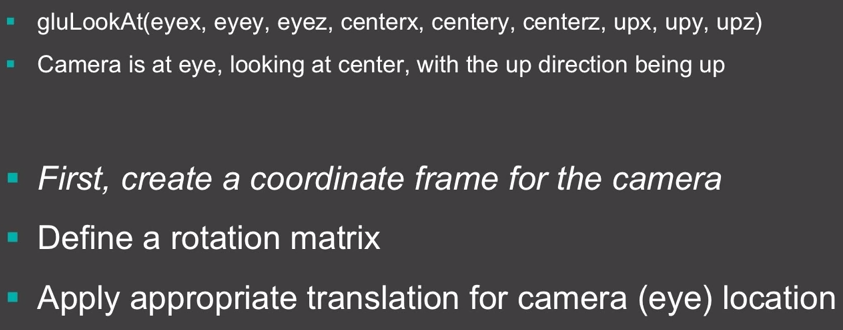 gluLookAt(eyex, eyey, eyez, centerx, centery, centerz, upx, upy, upz)
Camera is at eye, looking at center, with the up direction being up
First, create a coordinate frame for the camera
Define a rotation matrix
Apply appropriate translation for camera (eye) location